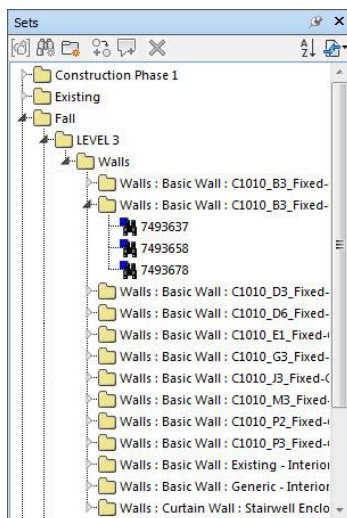 Sets
Construction Phase 1
Existing
Fall
LEVEL 3
Walls
Walls : Basic Wall : C1010_B3_Fixed-
Walls : Basic Wall : C1010_B3_Fixed-
7493637
7493658
7493678
Walls : Basic Wall : C1010_D3_Fixed-
Walls : Basic Wall : C1010_D6_Fixed-
Walls : Basic Wall : C1010_E1_Fixed-
Walls : Basic Wall : C1010_G3_Fixed-
Walls : Basic Wall : C1010_J3_Fixed-C
Walls : Basic Wall : C1010_M3_Fixed-
Walls : Basic Wall : C1010_P2_Fixed-
Walls : Basic Wall : C1010_P3_Fixed-
Walls : Basic Wall : Existing - Interior
Walls : Basic Wall : Generic - Interior
Walls : Curtain Wall : Stairwell Enclo